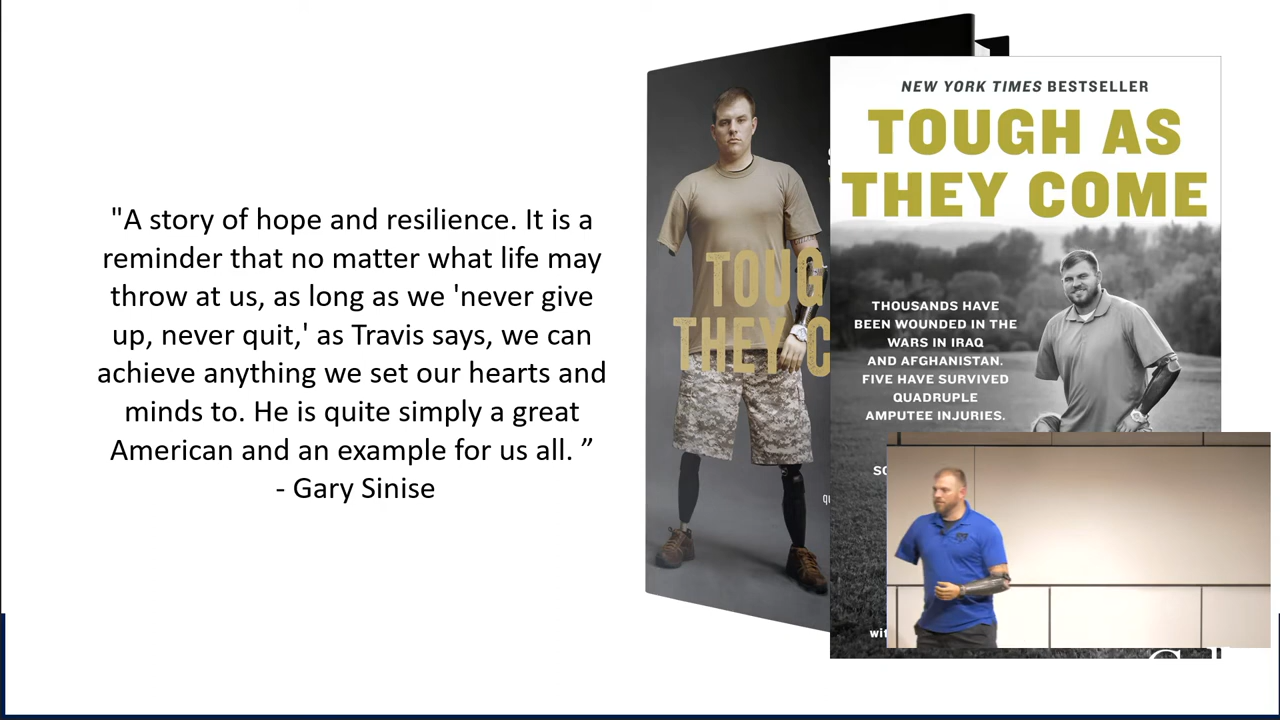 "A story of hope and resilience. It is a
reminder that no matter what life may
throw at us, as long as we 'never give
up, never quit,' as Travis says, we can
achieve anything we set our hearts and
minds to. He is quite simply a great
American and an example for us all. ”
- Gary Sinise
TOUG
THEY C
NEW YORK TIMES BESTSELLER
TOUGH AS
THEY COME
THOUSANDS HAVE
BEEN WOUNDED IN THE
WARS IN IRAQ
AND AFGHANISTAN.
FIVE HAVE SURVIVED
QUADRUPLE
AMPUTEE INJURIES.